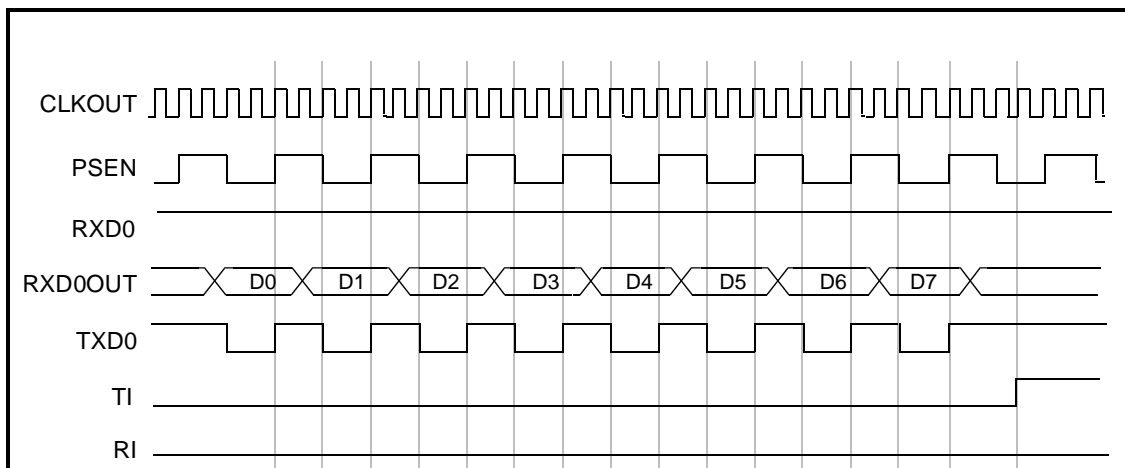 CLKOUT
PSEN
RXD0
RXD0OUT D0 D1 D2 D3 D4 D5 D6 D7
TXD0
TI
RI